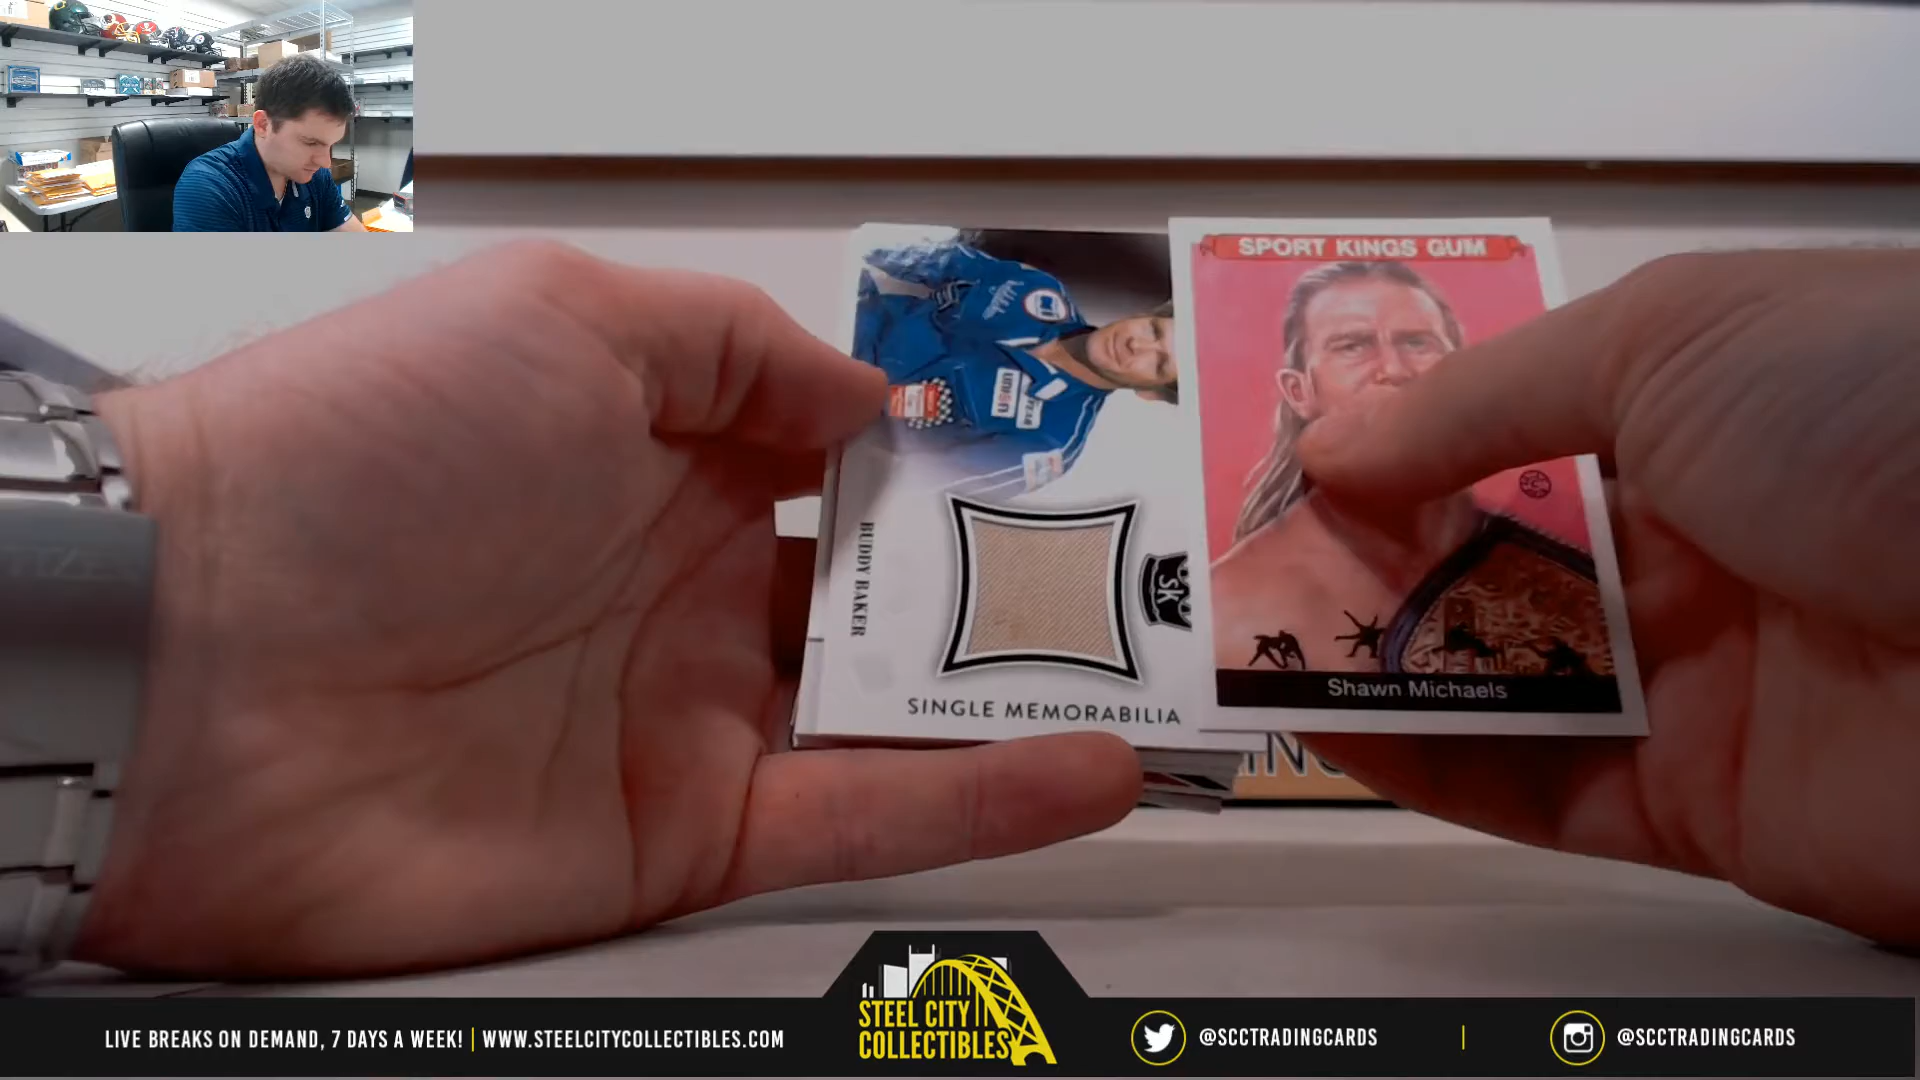 SPORT KINGS GUM
BUDDY BAKER
SK
Shawn Michaels
SINGLE MEMORABILIA
LIVE BREAKS ON DEMAND, 7 DAYS A WEEK! | WWW.STEELCITYCOLLECTIBLES.COM
STEEL CITY
COLLECTIBLES
@SCCTRADINGCARDS
@SCCTRADINGCARDS